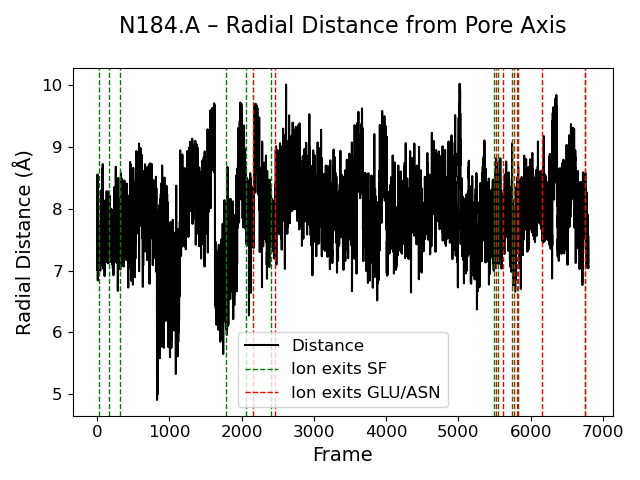 N184.A – Radial Distance from Pore Axis
Radial Distance (Å)
10
9
8
7
6
5
Distance
Ion exits SF
Ion exits GLU/ASN
0 1000 2000 3000 4000 5000 6000 7000
Frame